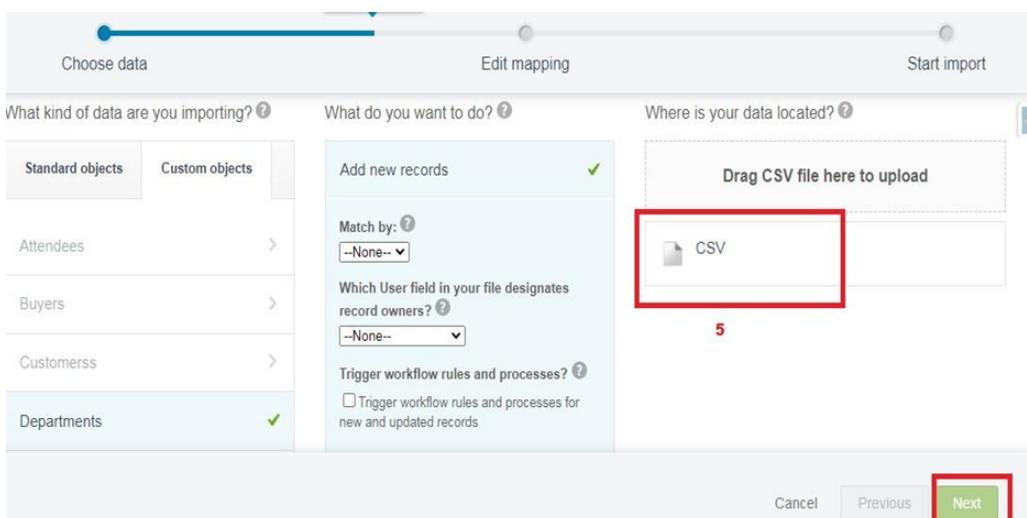 Choose data
Edit mapping
Start import
What kind of data are you importing? ?
What do you want to do? ?
Where is your data located? ?
Standard objects
Custom objects
Attendees
Buyers
Customerss
Departments
Add new records
Match by: ?
--None--
Which User field in your file designates
record owners? ?
--None--
Trigger workflow rules and processes? ?
Trigger workflow rules and processes for
new and updated records
Drag CSV file here to upload
CSV
5
Cancel
Previous
Next